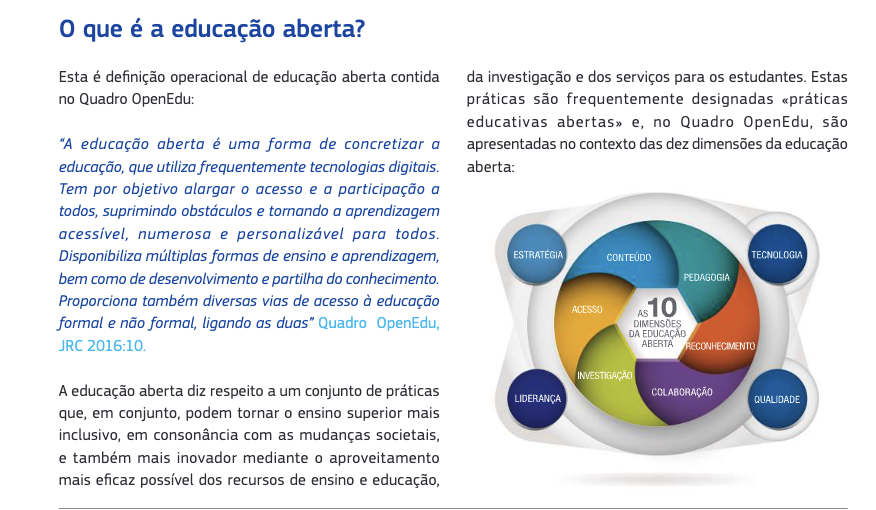 O que é a educação aberta?
Esta é definição operacional de educação aberta contida
no Quadro OpenEdu:
“A educação aberta é uma forma de concretizar a
educação, que utiliza frequentemente tecnologias digitais.
Tem por objetivo alargar o acesso e a participação a
todos, suprimindo obstáculos e tornando a aprendizagem
acessível, numerosa e personalizável para todos.
Disponibiliza múltiplas formas de ensino e aprendizagem,
bem como de desenvolvimento e partilha do conhecimento.
Proporciona também diversas vias de acesso à educação
formal e não formal, ligando as duas” Quadro OpenEdu,
JRC 2016:10.
A educação aberta diz respeito a um conjunto de práticas
que, em conjunto, podem tornar o ensino superior mais
inclusivo, em consonância com as mudanças societais,
e também mais inovador mediante o aproveitamento
mais eficaz possível dos recursos de ensino e educação,
da investigação e dos serviços para os estudantes. Estas
práticas são frequentemente designadas «práticas
educativas abertas» e, no Quadro OpenEdu, são
apresentadas no contexto das dez dimensões da educação
aberta:
ESTRATÉGIA
CONTEÚDO
TECNOLOGIA
PEDAGOGIA
ACESSO
AS 10
DIMENSÕES
DA EDUCAÇÃO
ABERTA
RECONHECIMENTO
INVESTIGAÇÃO
COLABORAÇÃO
LIDERANÇA
QUALIDADE